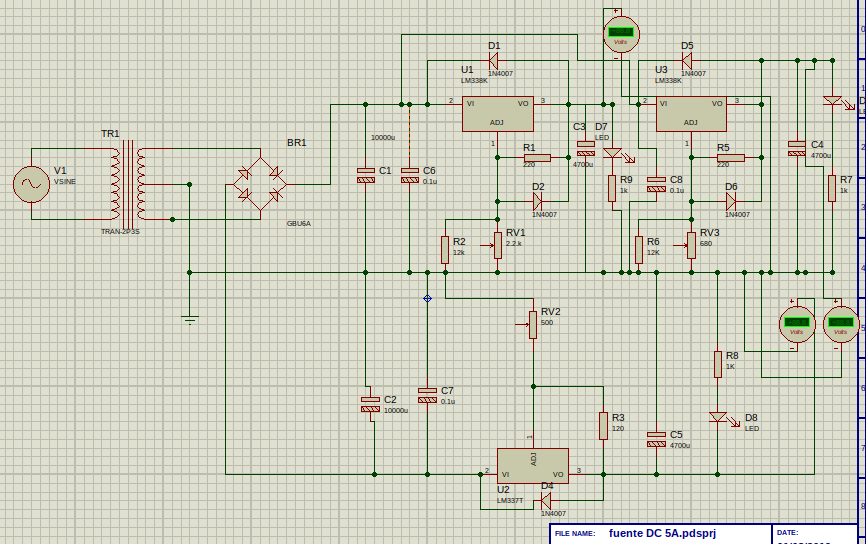 V1
VSINE
TR1
TRAN-2P3S
BR1
GBU6A
10000u
C1
C6
0.1u
D1
1N4007
U1
LM338K
2
VI
VO
3
ADJ
1
R1
220
D2
1N4007
R2
12k
RV1
2.2.k
C3
4700u
D7
LED
R9
1k
Volts
D5
1N4007
U3
LM338K
2
VI
VO
3
ADJ
1
R5
220
C8
0.1u
D6
1N4007
R6
12K
RV3
680
C4
4700u
R7
1k
RV2
500
Volts
Volts
R8
1K
C2
10000u
C7
0.1u
R3
120
C5
4700u
D8
LED
1
ADJ
2
VI
VO
3
U2
LM337T
D4
1N4007
0
1
2
3
4
5
6
7
8
FILE NAME: fuente DC 5A.pdsprj
DATE: